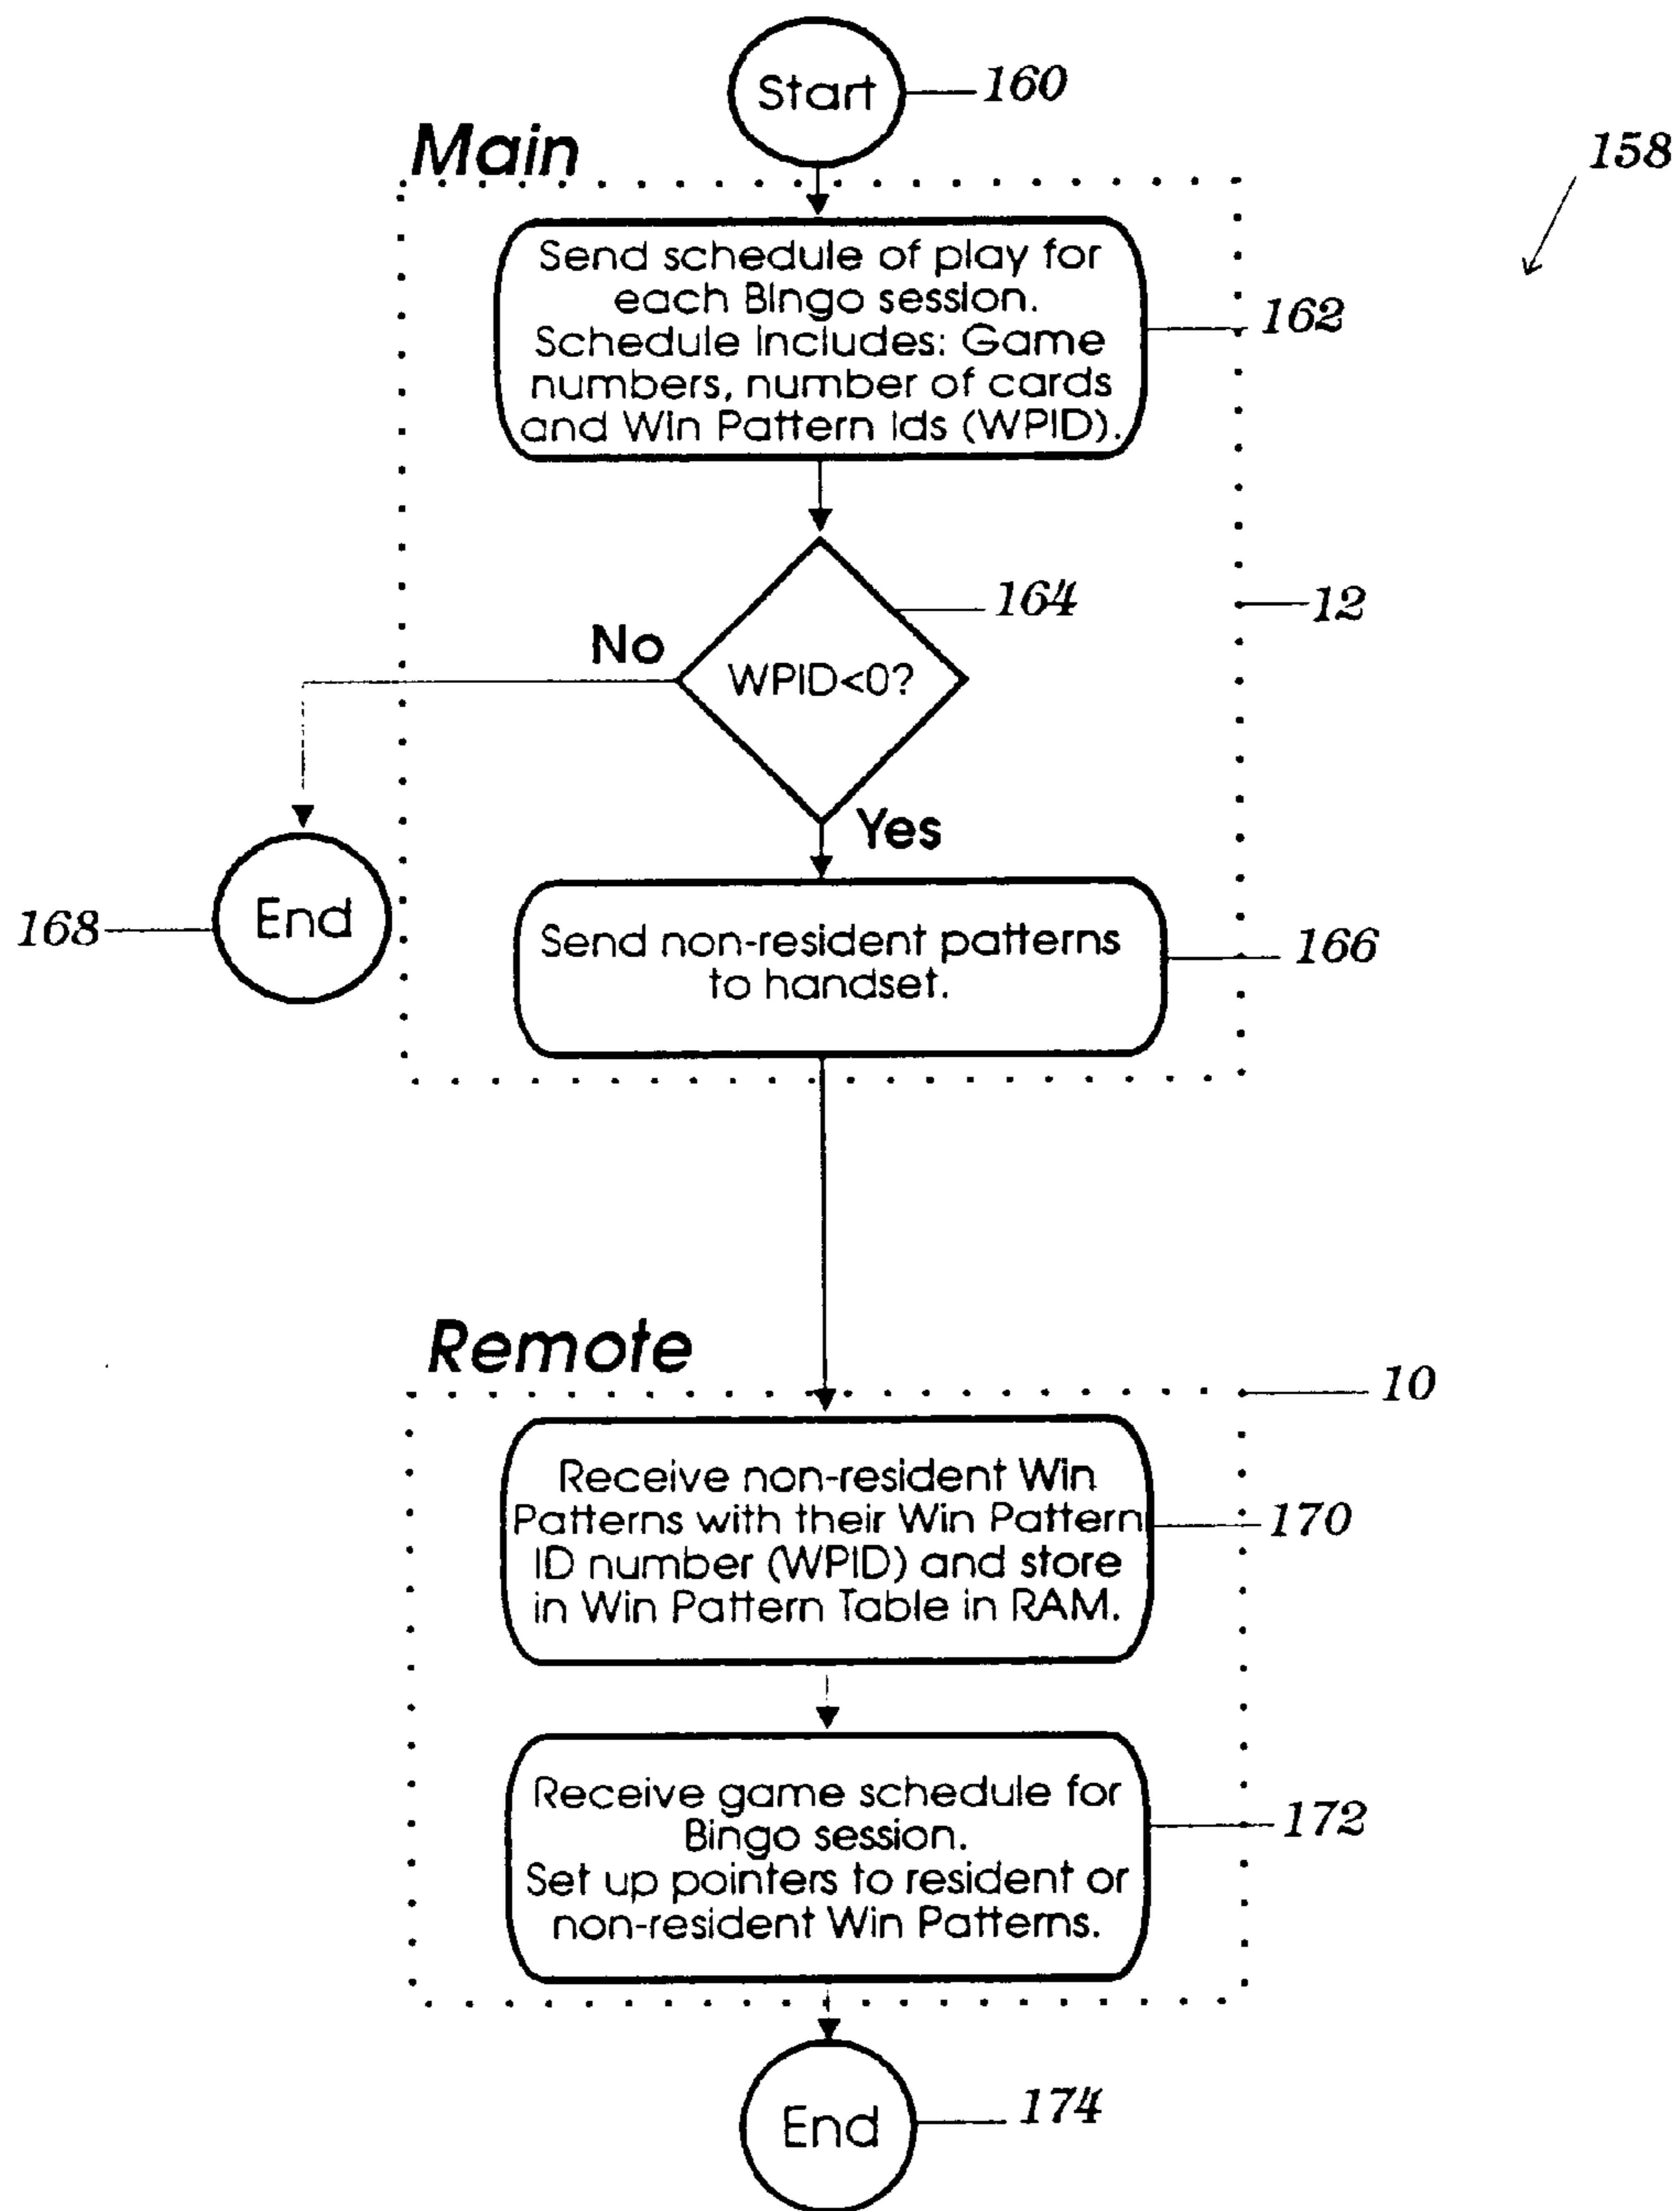 Start
160
Main
158
Send schedule of play for
each Bingo session.
Schedule includes: Game
numbers, number of cards
and Win Pattern Ids (WPID).
162
164
12
No
WPID<0?
Yes
End
168
Send non-resident patterns
to handset.
166
Remote
10
Receive non-resident Win
Patterns with their Win Pattern
ID number (WPID) and store
in Win Pattern Table in RAM.
170
Receive game schedule for
Bingo session.
Set up pointers to resident or
non-resident Win Patterns.
172
End
174